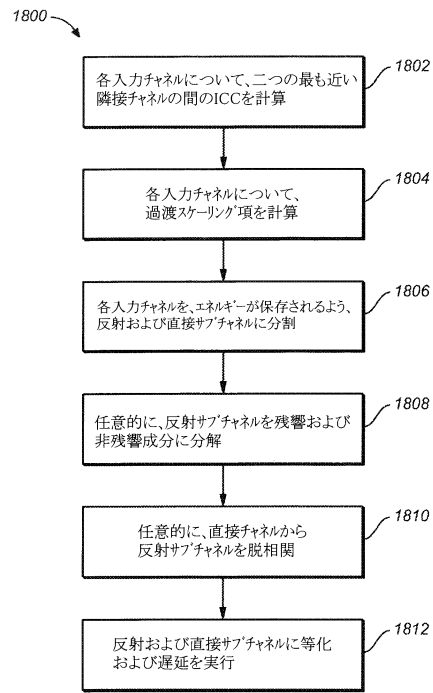 1800
各入力チャネルについて、二つの最も近い
隣接チャネルの間のICCを計算
1802
各入力チャネルについて、
過渡スケーリング項を計算
1804
各入力チャネルを、エネルギーが保存されるよう、
反射および直接サブチャネルに分割
1806
任意的に、反射サブチャネルを残響および
非残響成分に分解
1808
任意的に、直接チャネルから
反射サブチャネルを脱相関
1810
反射および直接サブチャネルに等化
および遅延を実行
1812